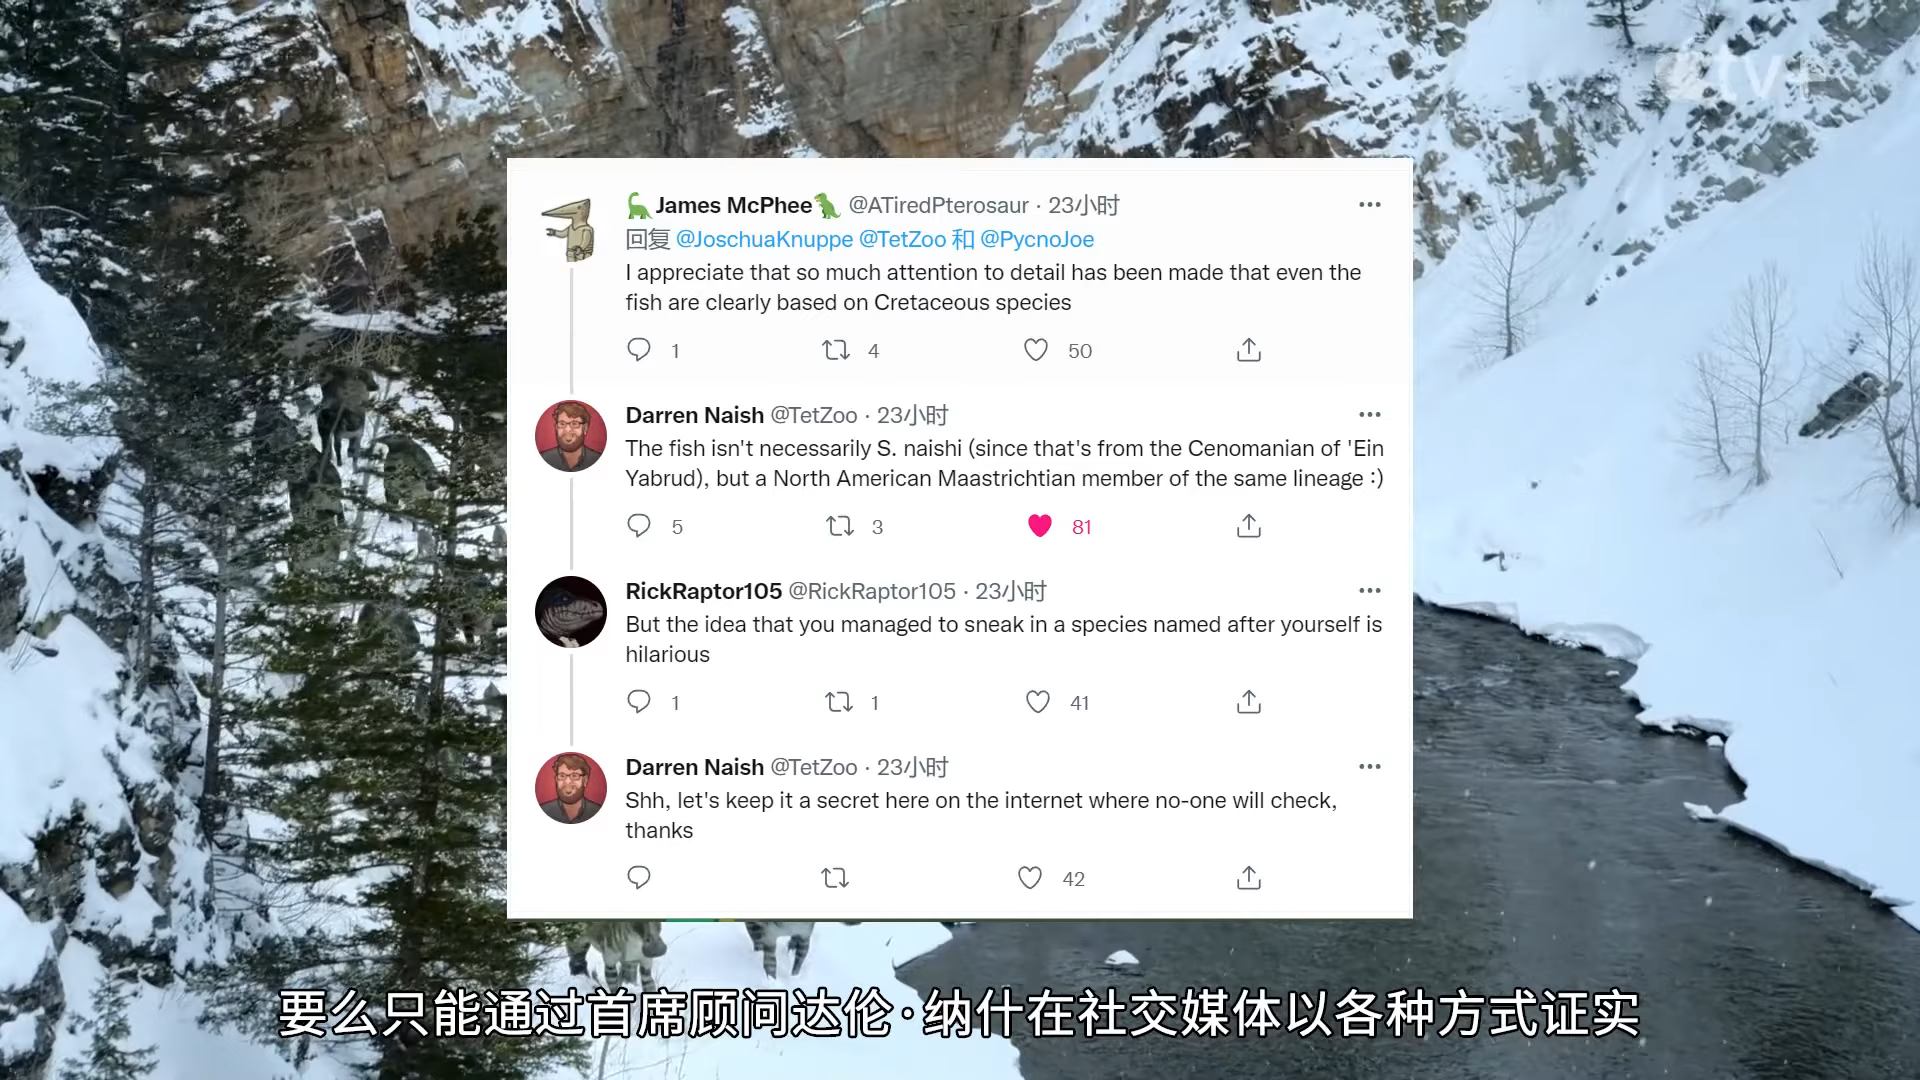 tv+
James McPhee @ATiredPterosaur · 23小时
回复 @JoschuaKnuppe @TetZoo 和 @PycnoJoe
I appreciate that so much attention to detail has been made that even the
fish are clearly based on Cretaceous species
1 4 50
Darren Naish @TetZoo · 23小时
The fish isn't necessarily S. naishi (since that's from the Cenomanian of 'Ein
Yabrud), but a North American Maastrichtian member of the same lineage :)
5 3 81
RickRaptor105 @RickRaptor105 · 23小时
But the idea that you managed to sneak in a species named after yourself is
hilarious
1 1 41
Darren Naish @TetZoo · 23小时
Shh, let's keep it a secret here on the internet where no-one will check,
thanks
42
要么只能通过首席顾问达伦·纳什在社交媒体以各种方式证实